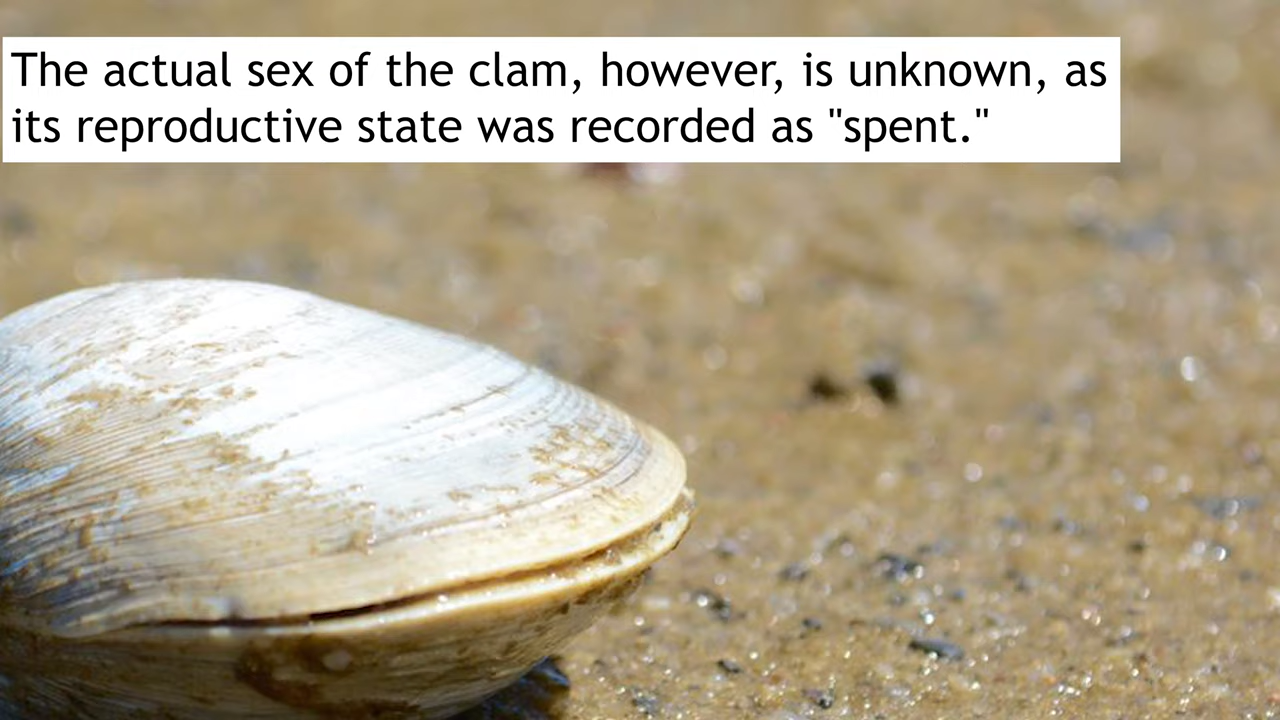 The actual sex of the clam, however, is unknown, as
its reproductive state was recorded as "spent."